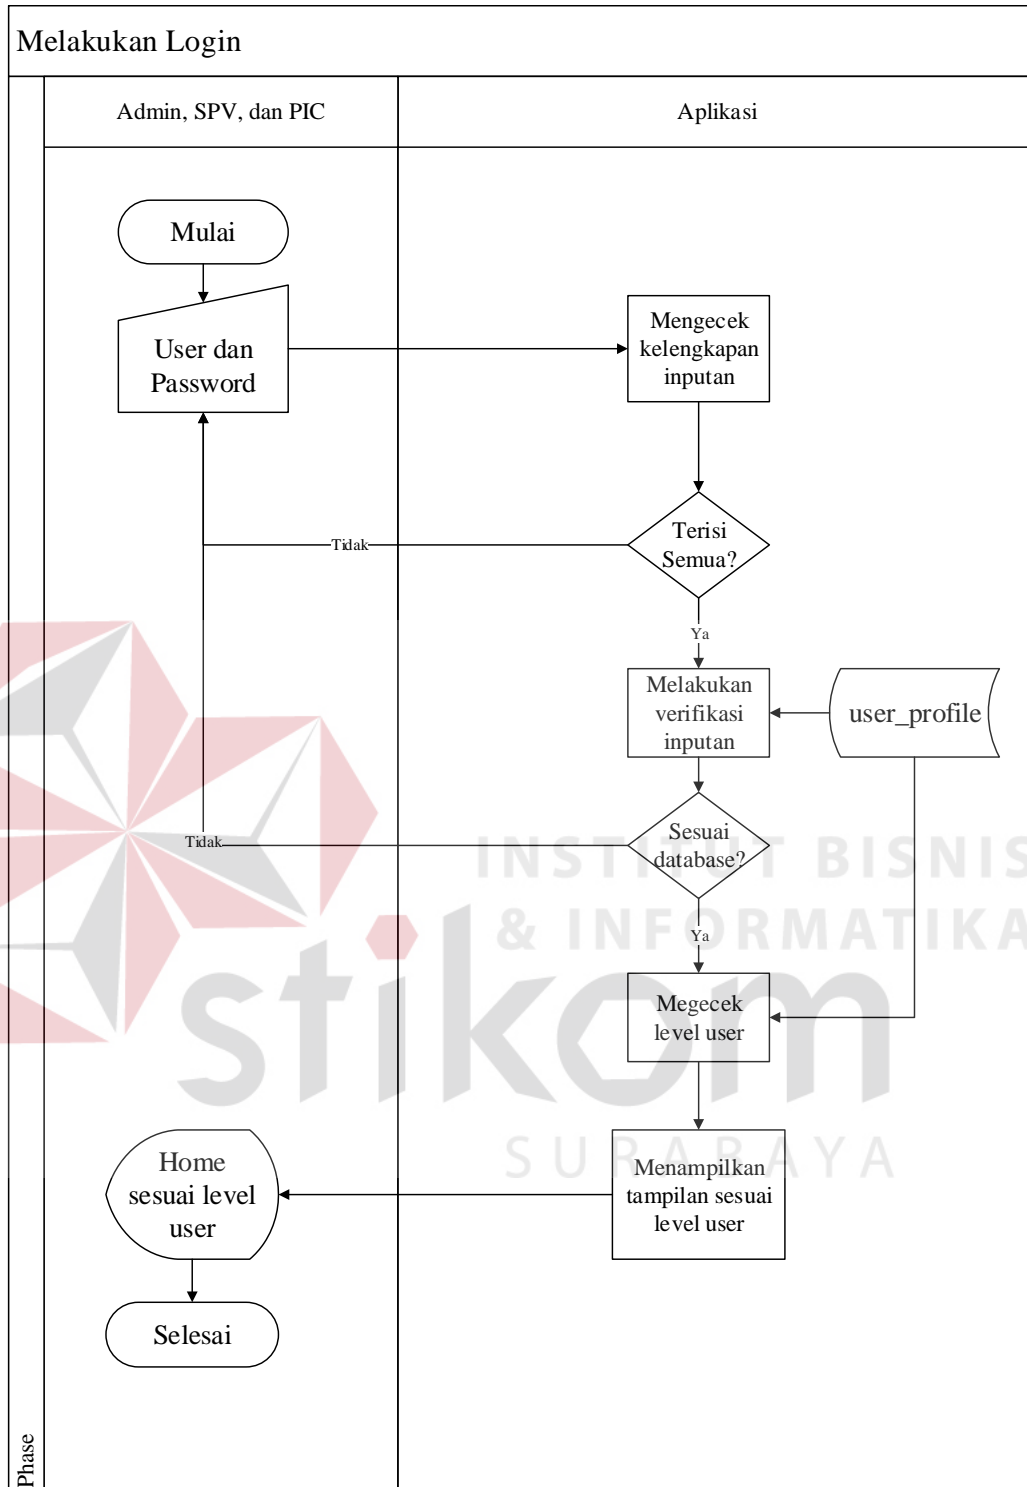 Melakukan Login
Admin, SPV, dan PIC
Aplikasi
Mulai
User dan
Password
Mengecek
kelengkapan
inputan
Terisi
Semua?
Tidak
Ya
Melakukan
verifikasi
inputan
user_profile
Sesuai
database?
Tidak
Ya
Megecek
level user
Menampilkan
tampilan sesuai
level user
Home
sesuai level
user
Selesai
Phase
INSTITUT BISNIS
& INFORMATIKA
stikom
SURABAYA